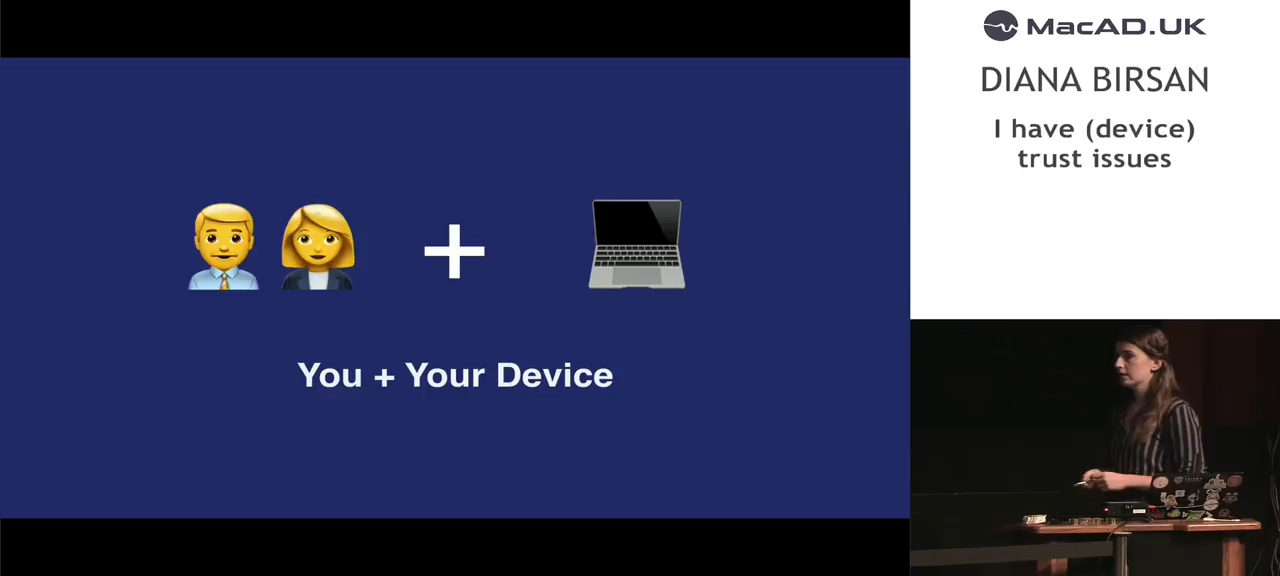 You + Your Device
MacAD.UK
DIANA BIRSAN
I have (device)
trust issues